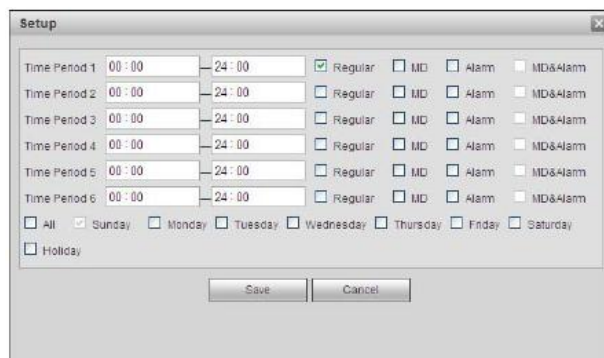 Setup
Time Period 1 00:00 — 24:00 Regular MD Alarm MD&Alarm
Time Period 2 00:00 — 24:00 Regular MD Alarm MD&Alarm
Time Period 3 00:00 — 24:00 Regular MD Alarm MD&Alarm
Time Period 4 00:00 — 24:00 Regular MD Alarm MD&Alarm
Time Period 5 00:00 — 24:00 Regular MD Alarm MD&Alarm
Time Period 6 00:00 — 24:00 Regular MD Alarm MD&Alarm
All Sunday Monday Tuesday Wednesday Thursday Friday Saturday
Holiday
Save Cancel